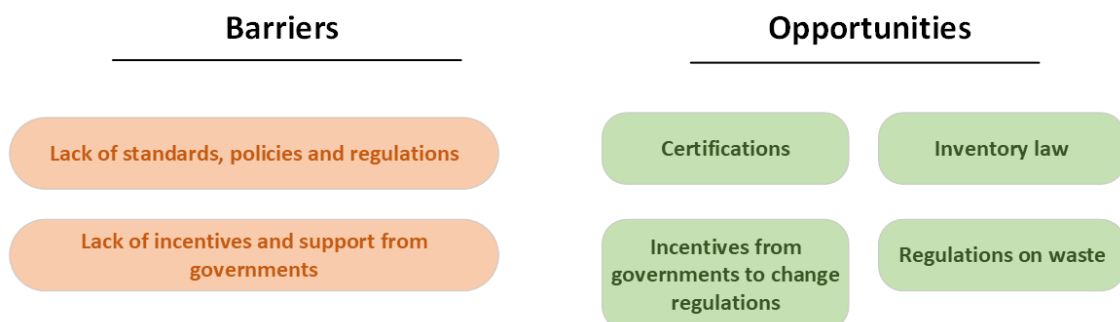 Barriers
Opportunities
Lack of standards, policies and regulations
Certifications
Inventory law
Lack of incentives and support from
governments
Incentives from
governments to change
regulations
Regulations on waste